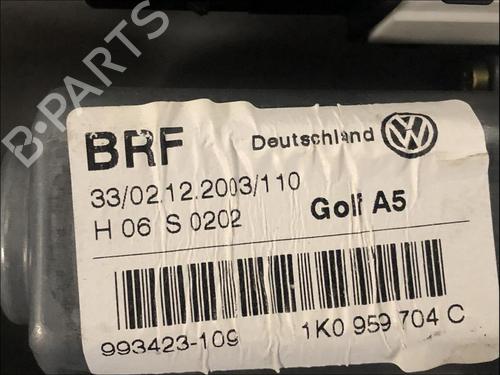 B-PARTS
BRF Deutschland
33/02.12.2003/110
H 06 S 0202 Golf A5
993423-109 1K0 959 704 C